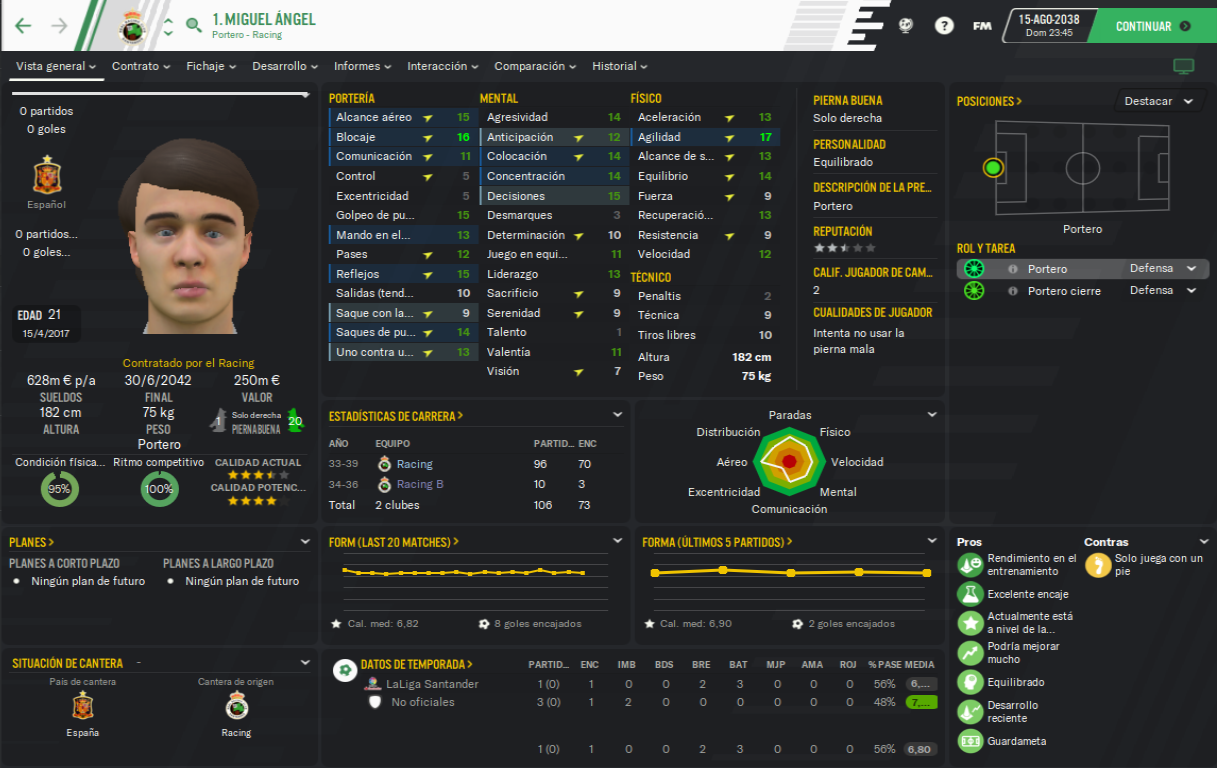 1. MIGUEL ÁNGEL
Portero - Racing
?
FM
15-AGO-2038
Dom 23:45
CONTINUAR
Vista general
Contrato
Fichaje
Desarrollo
Informes
Interacción
Comparación
Historial
0 partidos
0 goles
Español
0 partidos...
0 goles...
EDAD 21
15/4/2017
Contratado por el Racing
628m € p/a
SUELDOS
30/6/2042
FINAL
250m €
VALOR
182 cm
ALTURA
75 kg
PESO
1 Solo derecha 20
PIERNA BUENA
Portero
Condición física...
95%
Ritmo competitivo
100%
CALIDAD ACTUAL
CALIDAD POTENC...
PORTERÍA
Alcance aéreo 15
Blocaje 16
Comunicación 11
Control 5
Excentricidad 5
Golpeo de pu... 15
Mando en el... 13
Pases 12
Reflejos 15
Salidas (tend... 10
Saque con la... 9
Saques de pu... 14
Uno contra u... 13
MENTAL
Agresividad 14
Anticipación 12
Colocación 14
Concentración 14
Decisiones 15
Desmarques 3
Determinación 10
Juego en equi... 11
Liderazgo 13
Sacrificio 9
Serenidad 9
Talento 1
Valentía 11
Visión 7
FÍSICO
Aceleración 13
Agilidad 17
Alcance de s... 13
Equilibrio 14
Fuerza 9
Recuperació... 13
Resistencia 9
Velocidad 12
TÉCNICO
Penaltis 2
Técnica 9
Tiros libres 10
Altura 182 cm
Peso 75 kg
PIERNA BUENA
Solo derecha
PERSONALIDAD
Equilibrado
DESCRIPCIÓN DE LA PRE...
Portero
REPUTACIÓN
CALIF. JUGADOR DE CAM...
2
CUALIDADES DE JUGADOR
Intenta no usar la
pierna mala
POSICIONES >
Destacar
Portero
ROL Y TAREA
Portero Defensa
Portero cierre Defensa
ESTADÍSTICAS DE CARRERA >
AÑO EQUIPO PARTID... ENC
33-39 Racing 96 70
34-36 Racing B 10 3
Total 2 clubes 106 73
Paradas
Físico
Velocidad
Mental
Comunicación
Excentricidad
Aéreo
Distribución
PLANES >
PLANES A CORTO PLAZO
Ningún plan de futuro
PLANES A LARGO PLAZO
Ningún plan de futuro
FORM (LAST 20 MATCHES) >
Cal. med: 6,82
8 goles encajados
FORMA (ÚLTIMOS 5 PARTIDOS) >
Cal. med: 6,90
2 goles encajados
Pros
Rendimiento en el
entrenamiento
Excelente encaje
Actualmente está
a nivel de la...
Podría mejorar
mucho
Equilibrado
Desarrollo
reciente
Guardameta
Contras
Solo juega con un
pie
SITUACIÓN DE CANTERA -
País de cantera
España
Cantera de origen
Racing
DATOS DE TEMPORADA > PARTID... ENC IMB BDS BRE BAT MJP AMA ROJ % PASE MEDIA
LaLiga Santander 1 (0) 1 0 0 2 3 0 0 0 56% 6,...
No oficiales 3 (0) 1 2 0 0 0 0 0 0 48% 7,...
1 (0) 1 0 0 2 3 0 0 0 56% 6,80